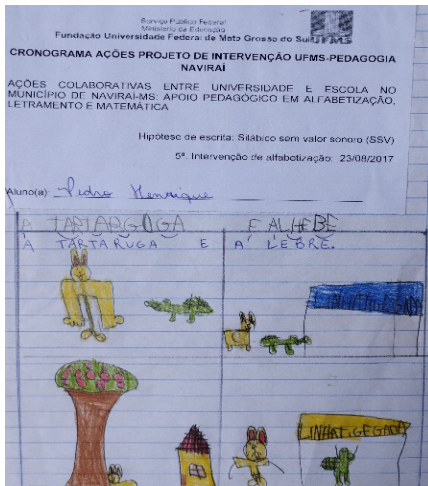 Serviço Público Federal
Ministério da Educação
Fundação Universidade Federal de Mato Grosso do Sul
UFMS
CRONOGRAMA AÇÕES PROJETO DE INTERVENÇÃO UFMS-PEDAGOGIA
NAVIRAÍ
AÇÕES COLABORATIVAS ENTRE UNIVERSIDADE E ESCOLA NO
MUNICÍPIO DE NAVIRAI-MS: APOIO PEDAGÓGICO EM ALFABETIZAÇÃO,
LETRAMENTO E MATEMÁTICA
Hipótese de escrita: Silábico sem valor sonoro (SSV)
5ª. Intervenção de alfabetização: 23/08/2017
Aluno(a): Pedro Henrique
A TARTARGOGA E ALHEBE
A TARTARUGA E A LEBRE.
LINHATIGEGADA